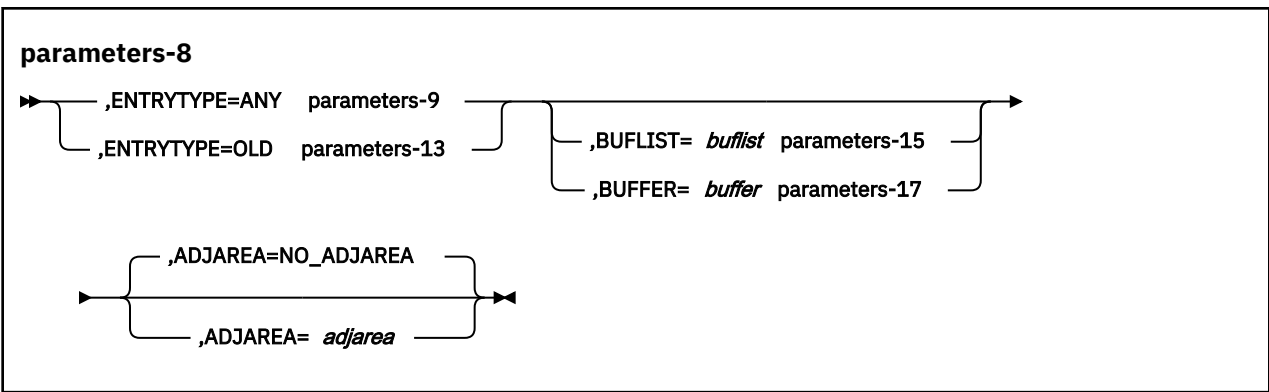 parameters-8
,ENTRYTYPE=ANY parameters-9
,ENTRYTYPE=OLD parameters-13
,BUFLIST= buflist parameters-15
,BUFFER= buffer parameters-17
,ADJAREA=NO_ADJAREA
,ADJAREA= adjarea